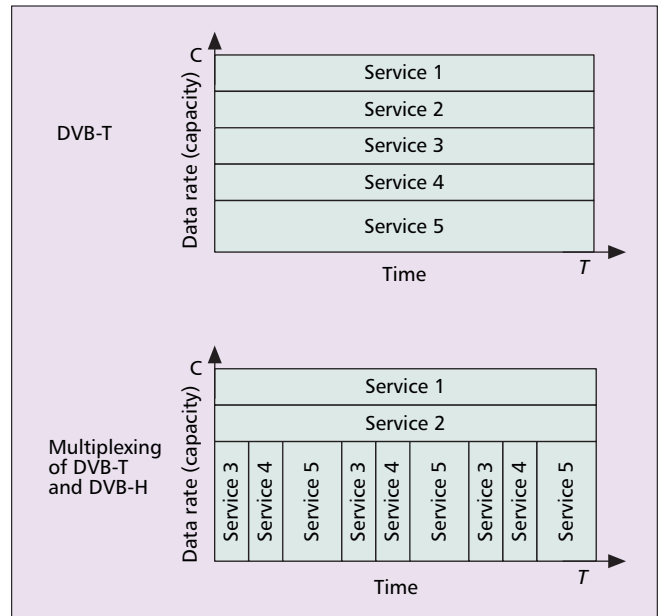 DVB-T
Data rate (capacity)
C
Service 1
Service 2
Service 3
Service 4
Service 5
Time
T
Multiplexing
of DVB-T
and DVB-H
Data rate (capacity)
C
Service 1
Service 2
Service 3
Service 4
Service 5
Service 3
Service 4
Service 5
Service 3
Service 4
Service 5
Time
T